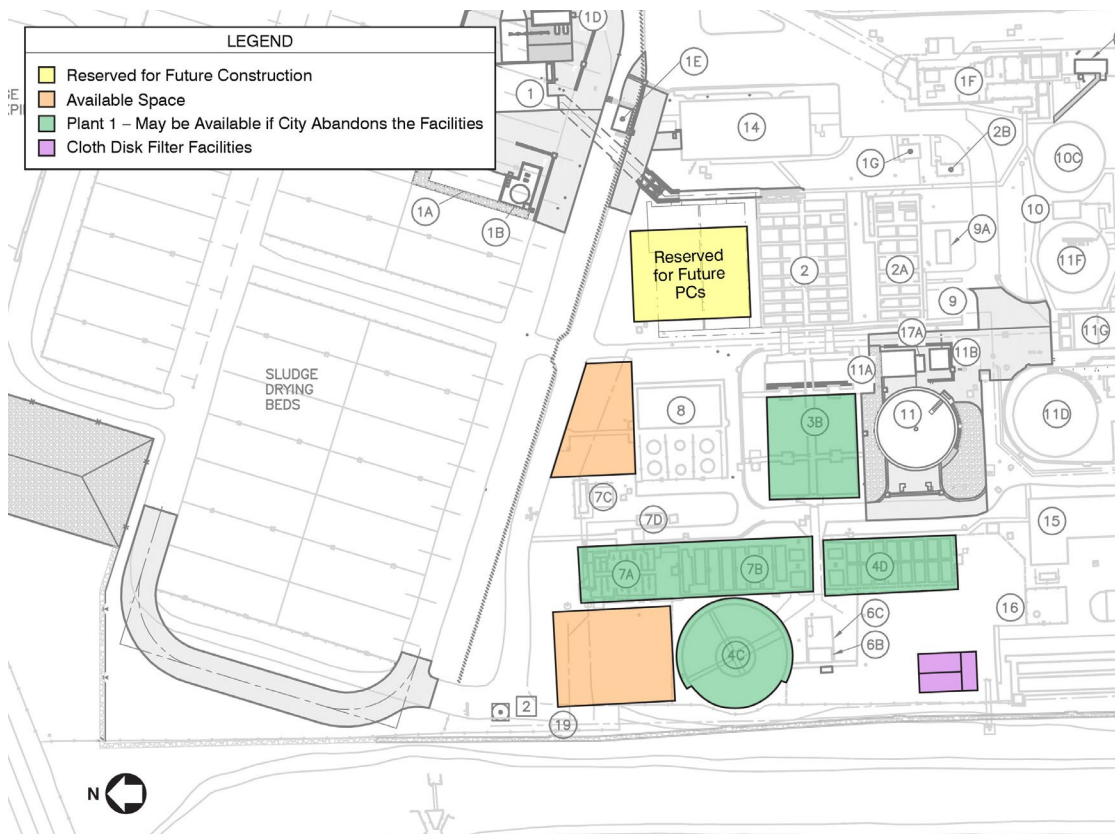 LEGEND
Reserved for Future Construction
Available Space
Plant 1 – May be Available if City Abandons the Facilities
Cloth Disk Filter Facilities
1D
1
1E
14
1F
2B
1G
10C
1A
1B
10
9A
11F
Reserved
for Future
PCs
2
2A
9
17A
11B
11G
11A
SLUDGE
DRYING
BEDS
8
3B
11
11D
7C
7D
15
7A
7B
4D
16
6C
6B
4C
2
19
N